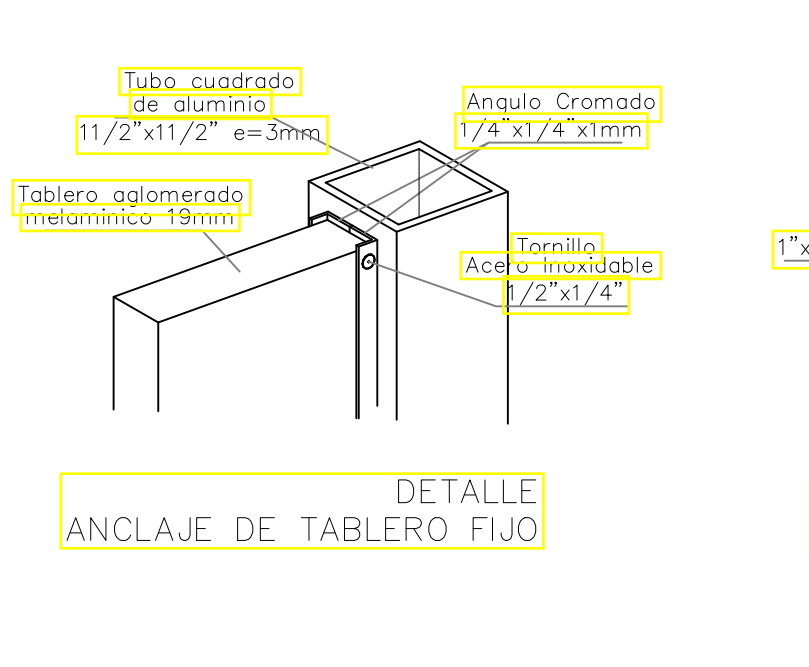 Tubo cuadrado
de aluminio
11/2"x11/2" e=3mm
Angulo Cromado
1/4"x1/4"x1mm
Tablero aglomerado
melaminico 19mm
Tornillo
Acero inoxidable
1/2"x1/4"
1"x
DETALLE
ANCLAJE DE TABLERO FIJO